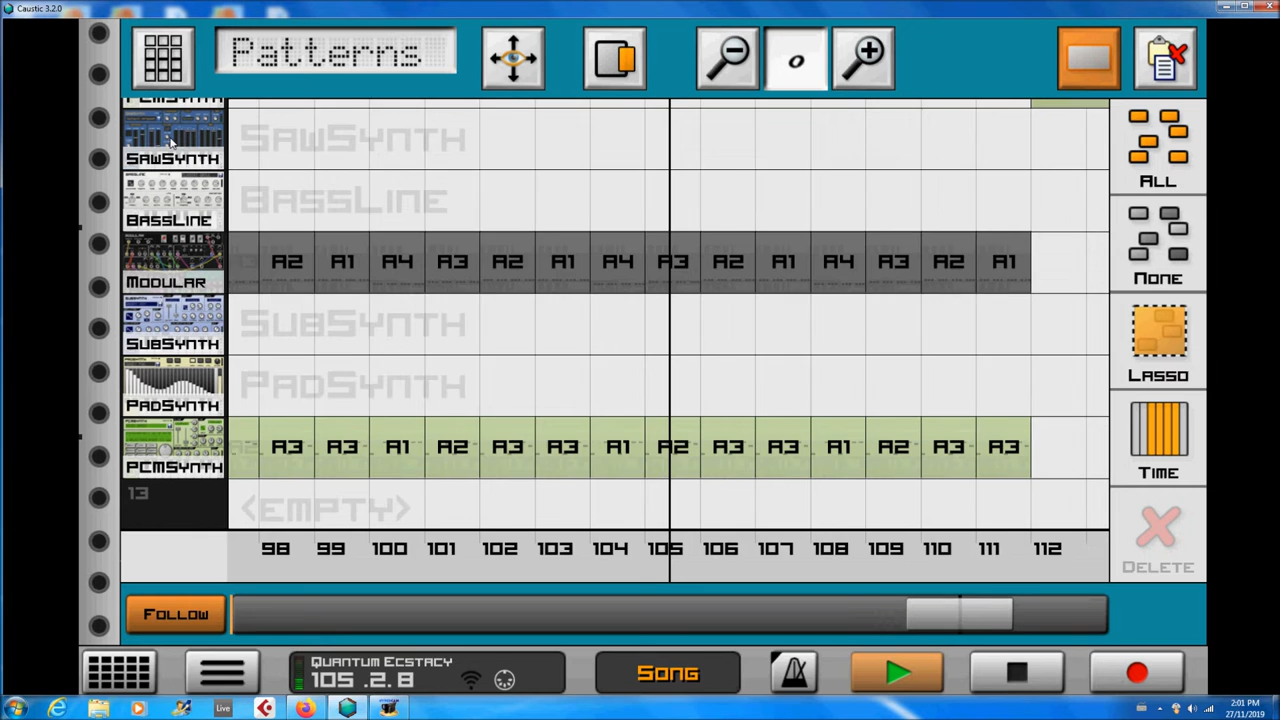 Caustic 3.2.0
Patterns
PCMSynth
SawSynth
SawSynth
BassLine
BassLine
Modular
A2 A1 A4 A3 A2 A1 A4 A3 A2 A1 A4 A3 A2 A1
SubSynth
SubSynth
PadSynth
PadSynth
PCMSynth
A3 A3 A1 A2 A3 A3 A1 A2 A3 A3 A1 A2 A3 A3
13
<EMPTY>
98 99 100 101 102 103 104 105 106 107 108 109 110 111 112
All
None
Lasso
Time
Delete
Follow
Quantum Ecstacy
105 .2.8
Song
Live
2:01 PM
27/11/2019